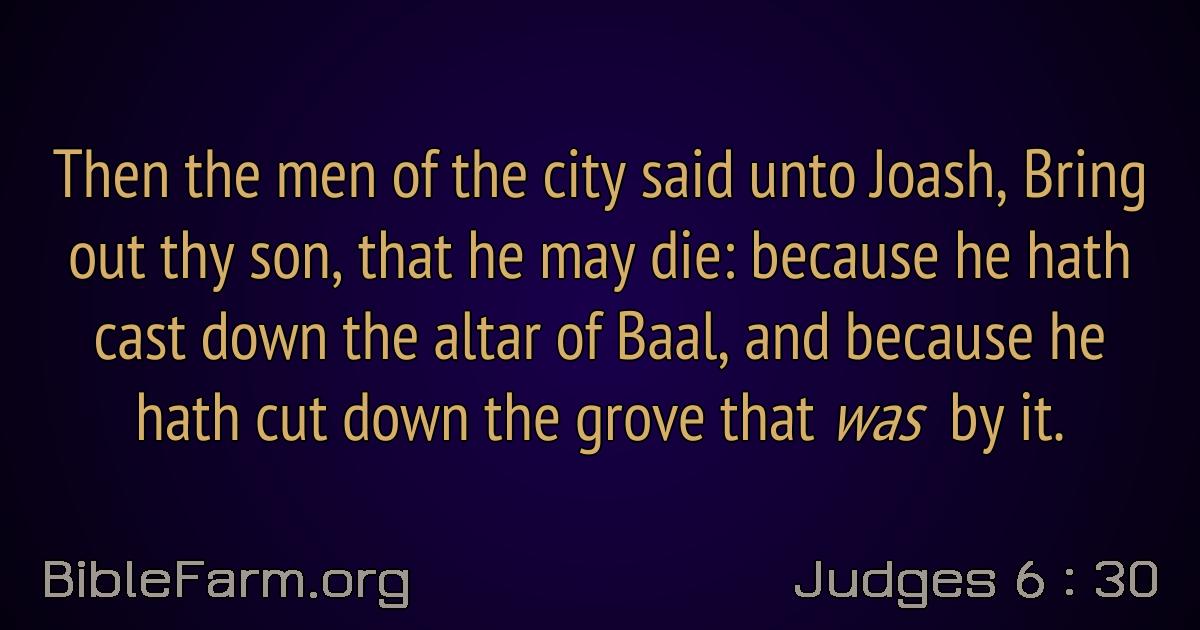 Then the men of the city said unto Joash, Bring
out thy son, that he may die: because he hath
cast down the altar of Baal, and because he
hath cut down the grove that was by it.
BibleFarm.org
Judges 6 : 30